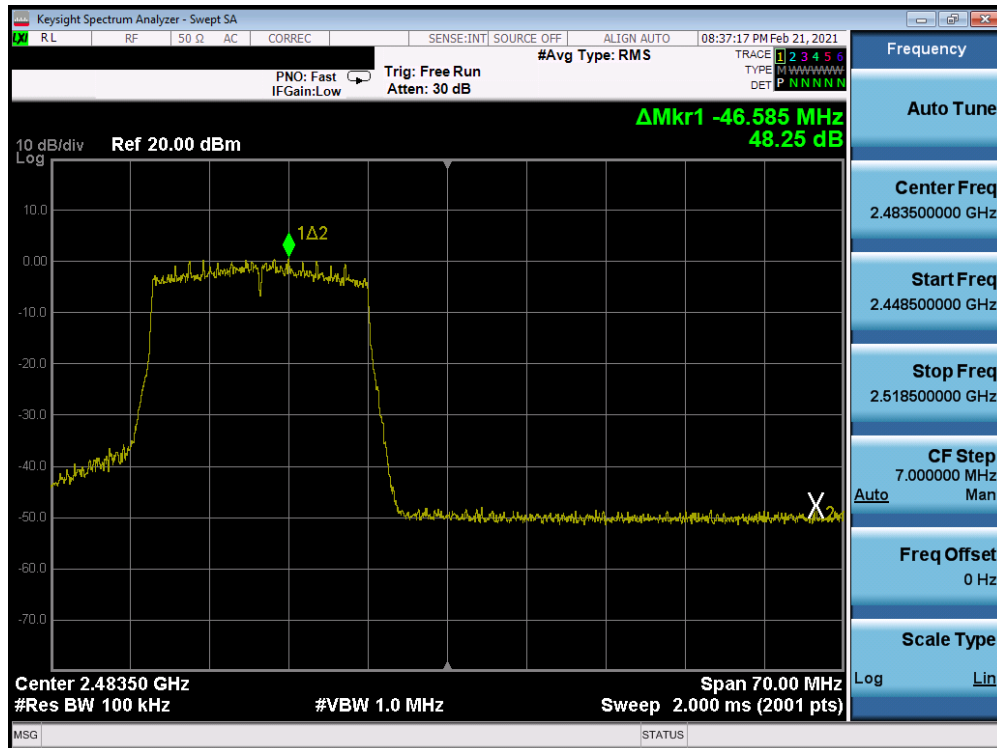 Keysight Spectrum Analyzer - Swept SA
LXI RL RF 50 Ω AC CORREC SENSE:INT SOURCE OFF ALIGN AUTO 08:37:17 PM Feb 21, 2021
#Avg Type: RMS
TRACE 1 2 3 4 5 6
TYPE M W W W W W
DET P N N N N N
PNO: Fast
IFGain:Low
Trig: Free Run
Atten: 30 dB
ΔMkr1 -46.585 MHz
48.25 dB
10 dB/div
Log
Ref 20.00 dBm
10.0
0.00
-10.0
-20.0
-30.0
-40.0
-50.0
-60.0
-70.0
1Δ2
X2
Center 2.48350 GHz
Span 70.00 MHz
#Res BW 100 kHz
#VBW 1.0 MHz
Sweep 2.000 ms (2001 pts)
MSG
STATUS
Frequency
Auto Tune
Center Freq
2.483500000 GHz
Start Freq
2.448500000 GHz
Stop Freq
2.518500000 GHz
CF Step
7.000000 MHz
Auto Man
Freq Offset
0 Hz
Scale Type
Log Lin